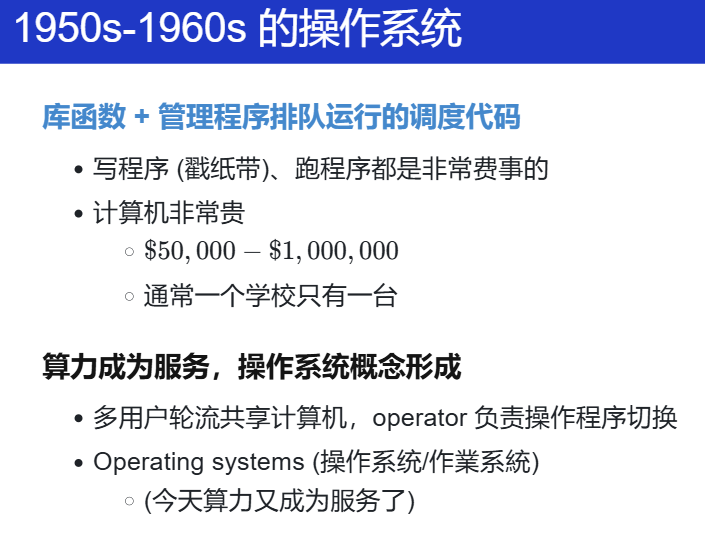 1950s-1960s 的操作系统
库函数 + 管理程序排队运行的调度代码
• 写程序 (戳纸带)、跑程序都是非常费事的
• 计算机非常贵
○ $50,000 − $1,000,000
○ 通常一个学校只有一台
算力成为服务，操作系统概念形成
• 多用户轮流共享计算机，operator 负责操作程序切换
• Operating systems (操作系统/作業系統)
○ (今天算力又成为服务了)